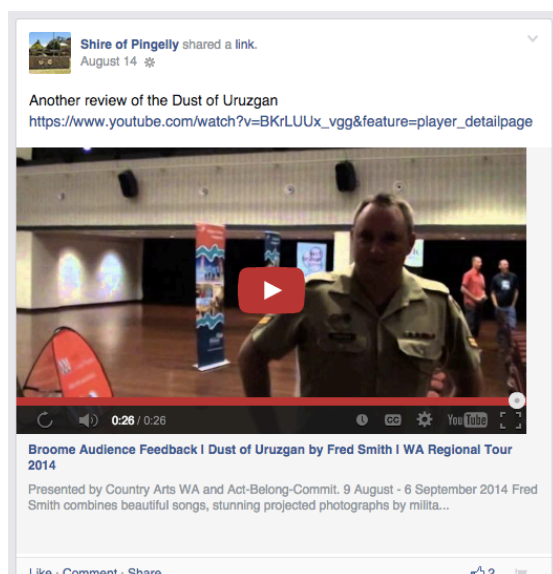 Shire of Pingelly shared a link.
August 14
Another review of the Dust of Uruzgan
https://www.youtube.com/watch?v=BKrLUUx_vgg&feature=player_detailpage
0:26 / 0:26
CC
YouTube
Broome Audience Feedback I Dust of Uruzgan by Fred Smith I WA Regional Tour
2014
Presented by Country Arts WA and Act-Belong-Commit. 9 August - 6 September 2014 Fred
Smith combines beautiful songs, stunning projected photographs by milita...
Like · Comment · Share
2